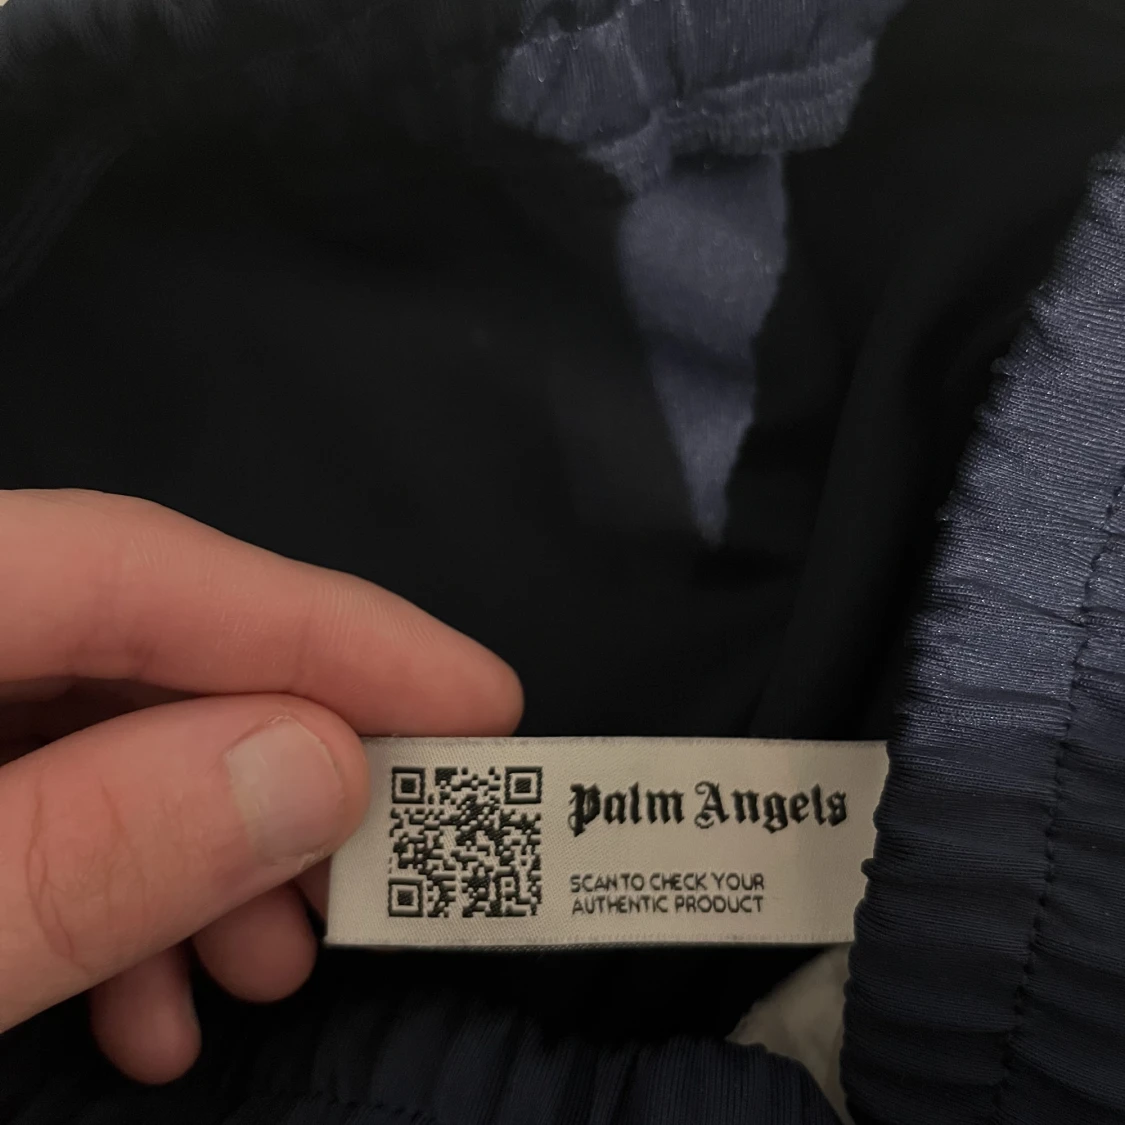 Palm Angels
SCAN TO CHECK YOUR
AUTHENTIC PRODUCT